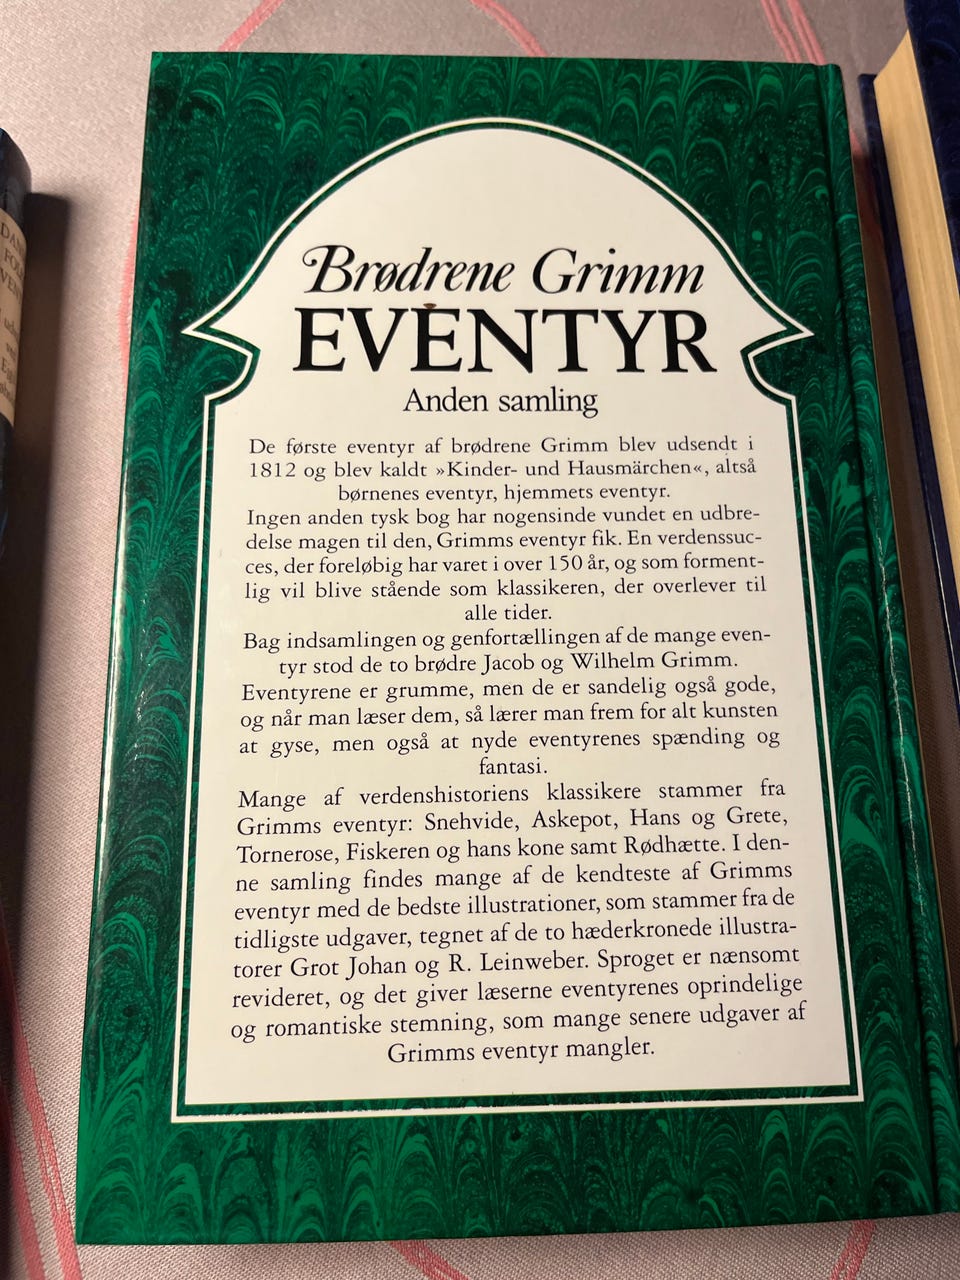 Brødrene Grimm
EVENTYR
Anden samling
De første eventyr af brødrene Grimm blev udsendt i
1812 og blev kaldt »Kinder- und Hausmärchen«, altså
børnenes eventyr, hjemmets eventyr.
Ingen anden tysk bog har nogensinde vundet en udbre-
delse magen til den, Grimms eventyr fik. En verdenssuc-
ces, der foreløbig har varet i over 150 år, og som forment-
lig vil blive stående som klassikeren, der overlever til
alle tider.
Bag indsamlingen og genfortællingen af de mange even-
tyr stod de to brødre Jacob og Wilhelm Grimm.
Eventyrene er grumme, men de er sandelig også gode,
og når man læser dem, så lærer man frem for alt kunsten
at gyse, men også at nyde eventyrenes spænding og
fantasi.
Mange af verdenshistoriens klassikere stammer fra
Grimms eventyr: Snehvide, Askepot, Hans og Grete,
Tornerose, Fiskeren og hans kone samt Rødhætte. I den-
ne samling findes mange af de kendteste af Grimms
eventyr med de bedste illustrationer, som stammer fra de
tidligste udgaver, tegnet af de to hæderkronede illustra-
torer Grot Johan og R. Leinweber. Sproget er nænsomt
revideret, og det giver læserne eventyrenes oprindelige
og romantiske stemning, som mange senere udgaver af
Grimms eventyr mangler.